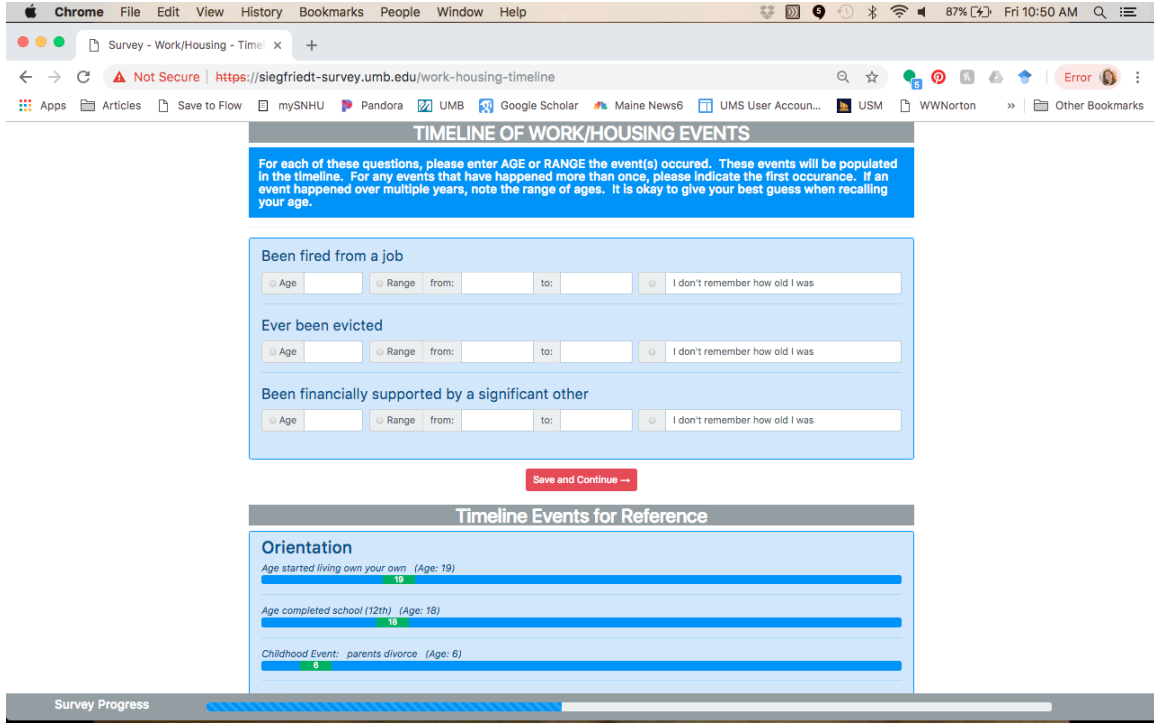 Chrome File Edit View History Bookmarks People Window Help 87% Fri 10:50 AM
Survey - Work/Housing - Time
Not Secure https://siegfriedt-survey.umb.edu/work-housing-timeline Error
Apps Articles Save to Flow mySNHU Pandora UMB Google Scholar Maine News6 UMS User Accoun... USM WWNorton » Other Bookmarks
TIMELINE OF WORK/HOUSING EVENTS
For each of these questions, please enter AGE or RANGE the event(s) occured. These events will be populated
in the timeline. For any events that have happened more than once, please indicate the first occurance. If an
event happened over multiple years, note the range of ages. It is okay to give your best guess when recalling
your age.
Been fired from a job
Age Range from: to: I don't remember how old I was
Ever been evicted
Age Range from: to: I don't remember how old I was
Been financially supported by a significant other
Age Range from: to: I don't remember how old I was
Save and Continue →
Timeline Events for Reference
Orientation
Age started living own your own (Age: 19)
19
Age completed school (12th) (Age: 18)
18
Childhood Event: parents divorce (Age: 6)
6
Survey Progress